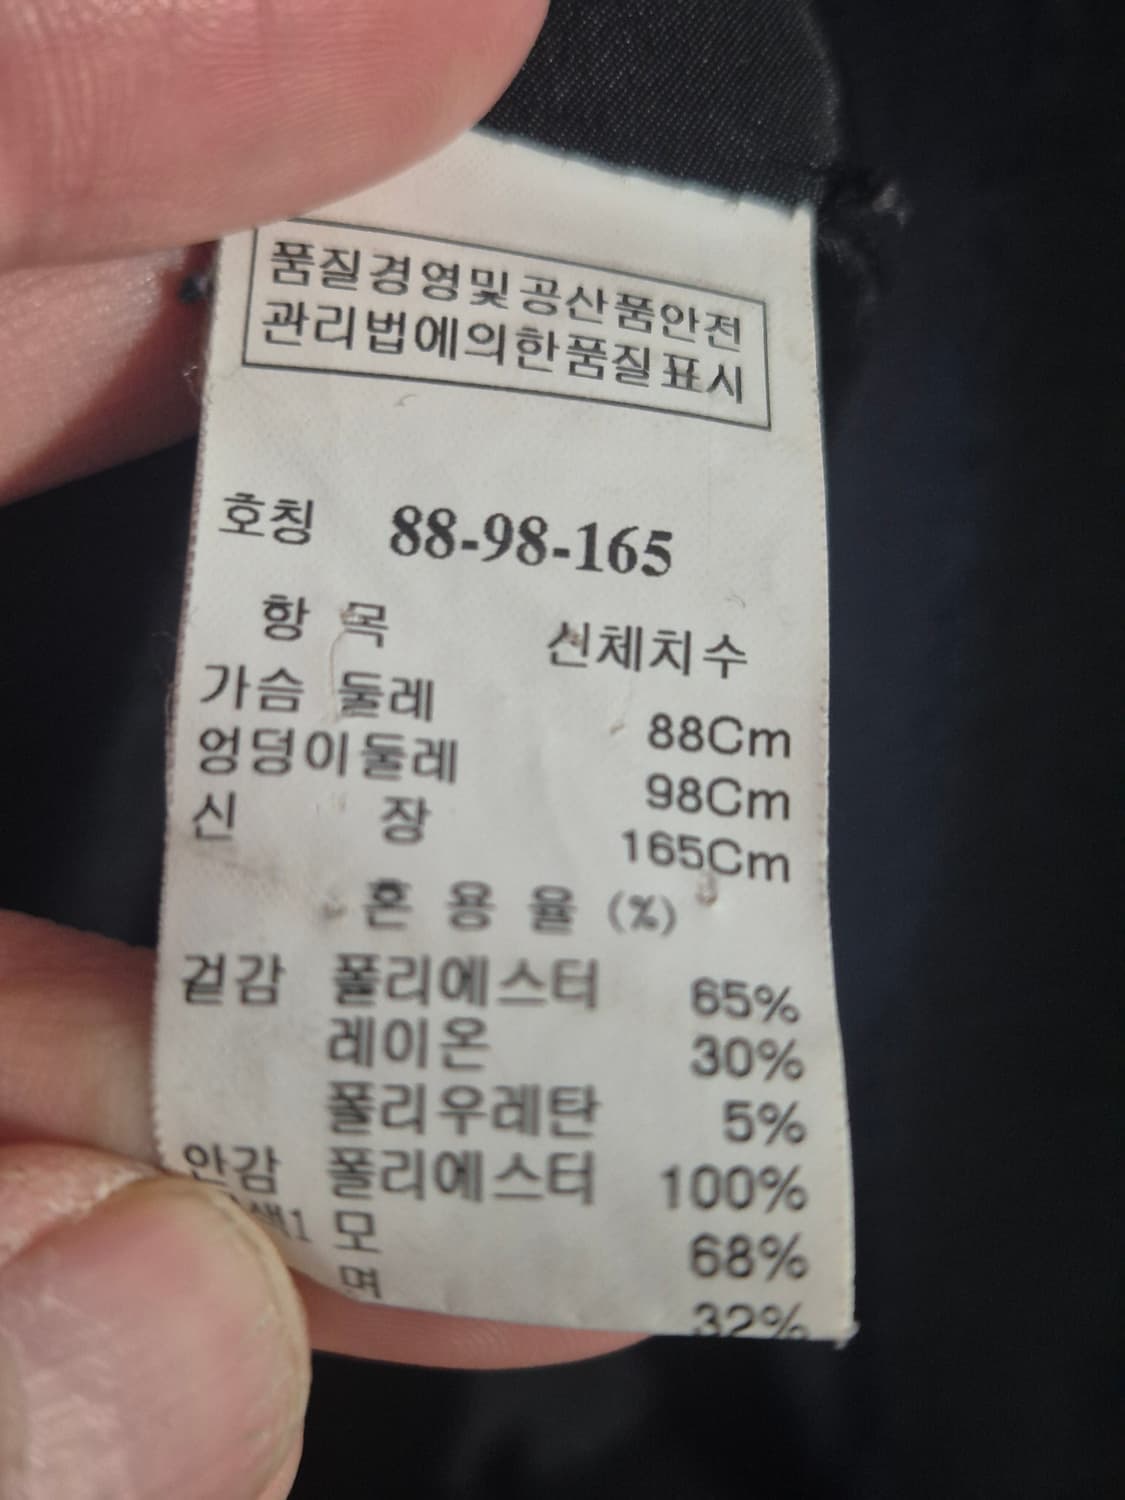 품질경영및공산품안전
관리법에의한품질표시
호칭 88-98-165
항 목 신체치수
가슴 둘레 88Cm
엉덩이둘레 98Cm
신 장 165Cm
혼 용 율 (%)
겉감 폴리에스터 65%
레이온 30%
폴리우레탄 5%
안감 폴리에스터 100%
모 68%
면 32%